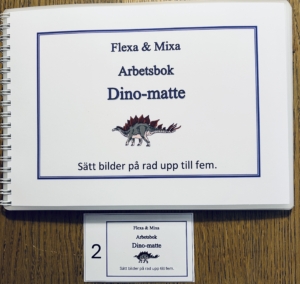 Flexa & Mixa
Arbetsbok
Dino-matte
Sätt bilder på rad upp till fem.
2
Flexa & Mixa
Arbetsbok
Dino-matte
Sätt bilder på rad upp till fem.